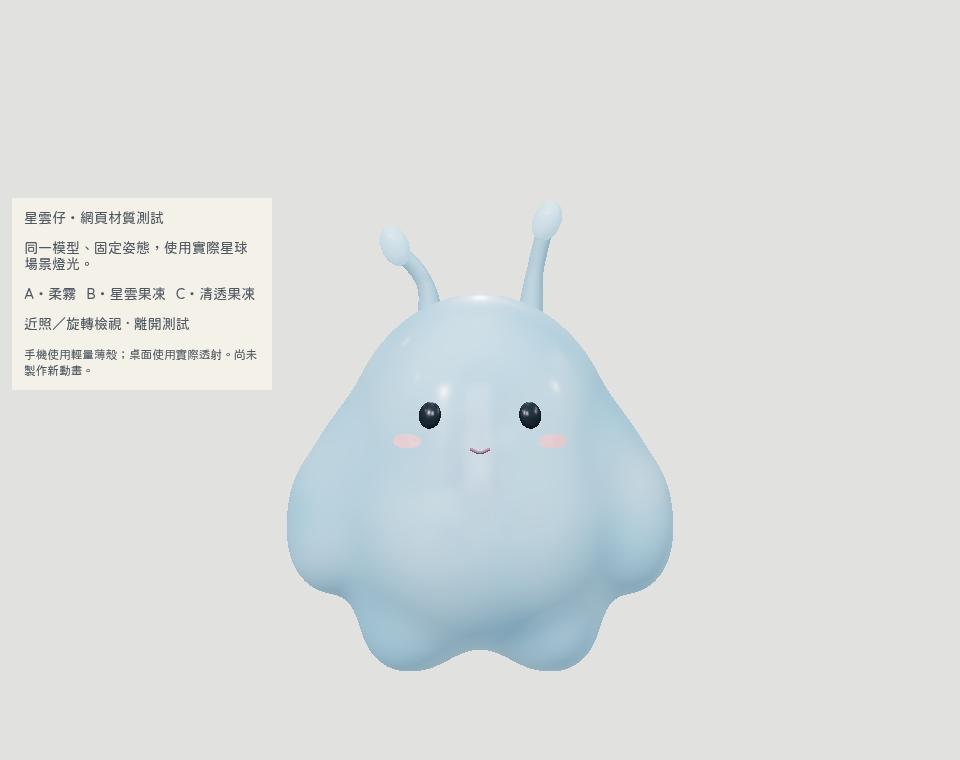 星雲仔・網頁材質測試
同一模型、固定姿態，使用實際星球
場景燈光。
A・柔霧 B・星雲果凍 C・清透果凍
近照／旋轉檢視・離開測試
手機使用輕量薄殼；桌面使用實際透射。尚未
製作新動畫。